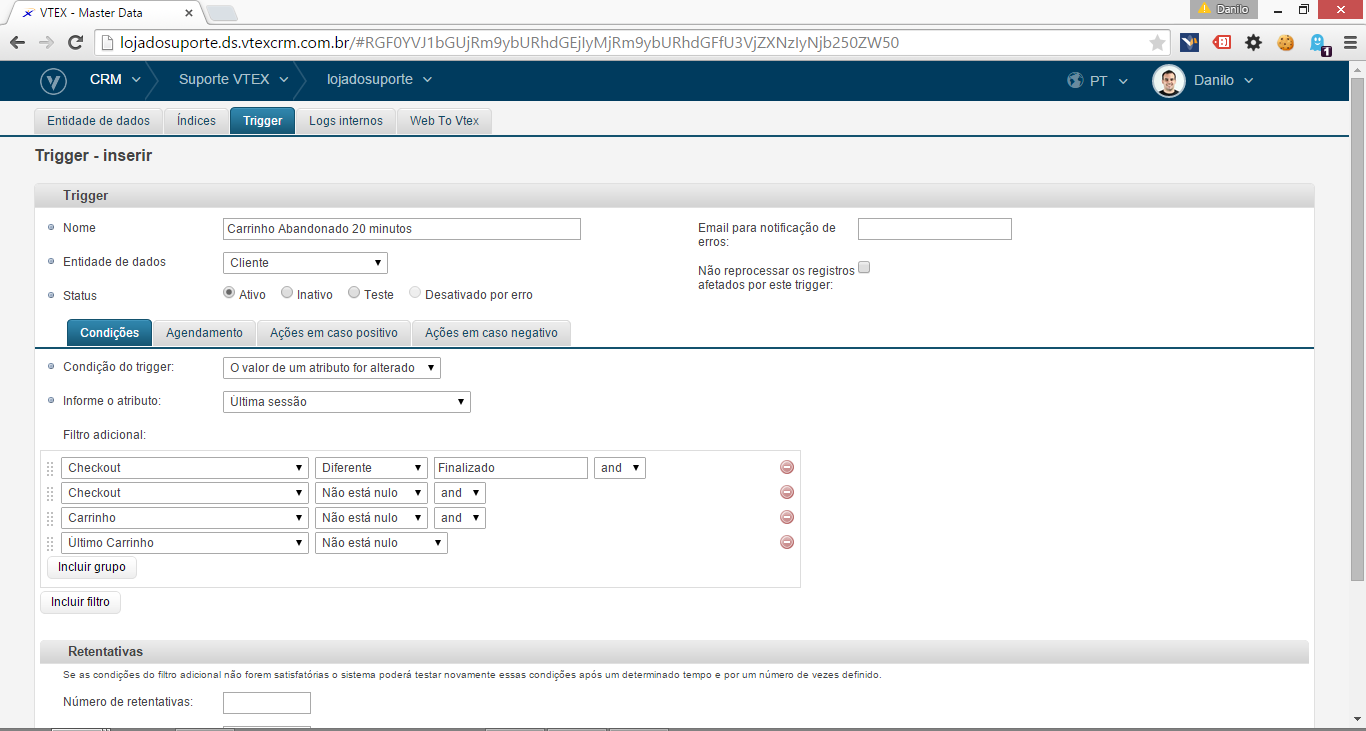 VTEX - Master Data
Danilo
lojadosuporte.ds.vtexcrm.com.br/#RGF0YVJ1bGUjRm9ybURhdGEjIyMjRm9ybURhdGFfU3VjZXNzIyNjb250ZW50
1
CRM Suporte VTEX lojadosuporte PT Danilo
Entidade de dados Índices Trigger Logs internos Web To Vtex
Trigger - inserir
Trigger
Nome Carrinho Abandonado 20 minutos Email para notificação de
erros:
Entidade de dados Cliente
Não reprocessar os registros
afetados por este trigger:
Status Ativo Inativo Teste Desativado por erro
Condições Agendamento Ações em caso positivo Ações em caso negativo
Condição do trigger: O valor de um atributo for alterado
Informe o atributo: Última sessão
Filtro adicional:
Checkout Diferente Finalizado and
Checkout Não está nulo and
Carrinho Não está nulo and
Último Carrinho Não está nulo
Incluir grupo
Incluir filtro
Retentativas
Se as condições do filtro adicional não forem satisfatórias o sistema poderá testar novamente essas condições após um determinado tempo e por um número de vezes definido.
Número de retentativas: